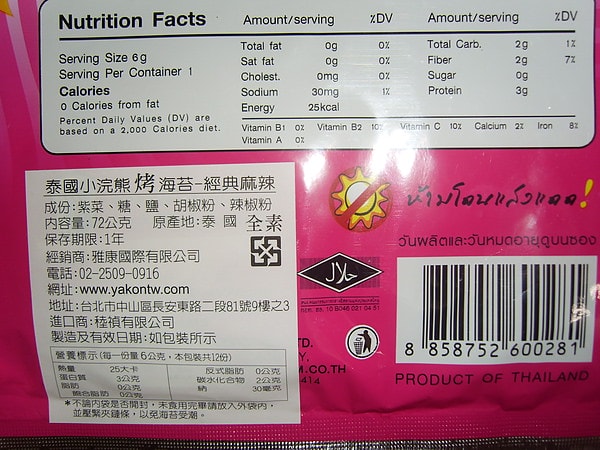 Nutrition Facts
Serving Size 6g
Serving Per Container 1
Calories
0 Calories from fat
Percent Daily Values (DV) are
based on a 2,000 Calories diet.
Amount/serving %DV Amount/serving %DV
Total fat 0g 0% Total Carb. 2g 1%
Sat fat 0g 0% Fiber 2g 7%
Cholest. 0mg 0% Sugar 0g
Sodium 30mg 1% Protein 3g
Energy 25kcal
Vitamin B1 0% Vitamin B2 10% Vitamin C 10% Calcium 2% Iron 8%
Vitamin A 0%
泰國小浣熊烤海苔-經典麻辣
成份:紫菜、糖、鹽、胡椒粉、辣椒粉
內容量:72公克 原產地:泰 國 全素
保存期限:1年
經銷商:雅康國際有限公司
電話:02-2509-0916
網址:www.yakontw.com
地址:台北市中山區長安東路二段81號9樓之3
進口商:稑禎有限公司
製造及有效日期:如包裝所示
營養標示(每一份量6公克,本包裝共12份)
熱量 25大卡 反式脂肪 0公克
蛋白質 3公克 碳水化合物 2公克
脂肪 0公克 鈉 30毫克
飽合脂肪 0公克
*不論內袋是否開封,未食用完畢請放入外袋內,
並壓緊夾鏈條,以免海苔受潮。
ห้ามโดนแสงแดด!
วันผลิตและวันหมดอายุดูบนซอง
حلال
TD.
Y.
M.CO.TH
414
8 858752 600281
PRODUCT OF THAILAND